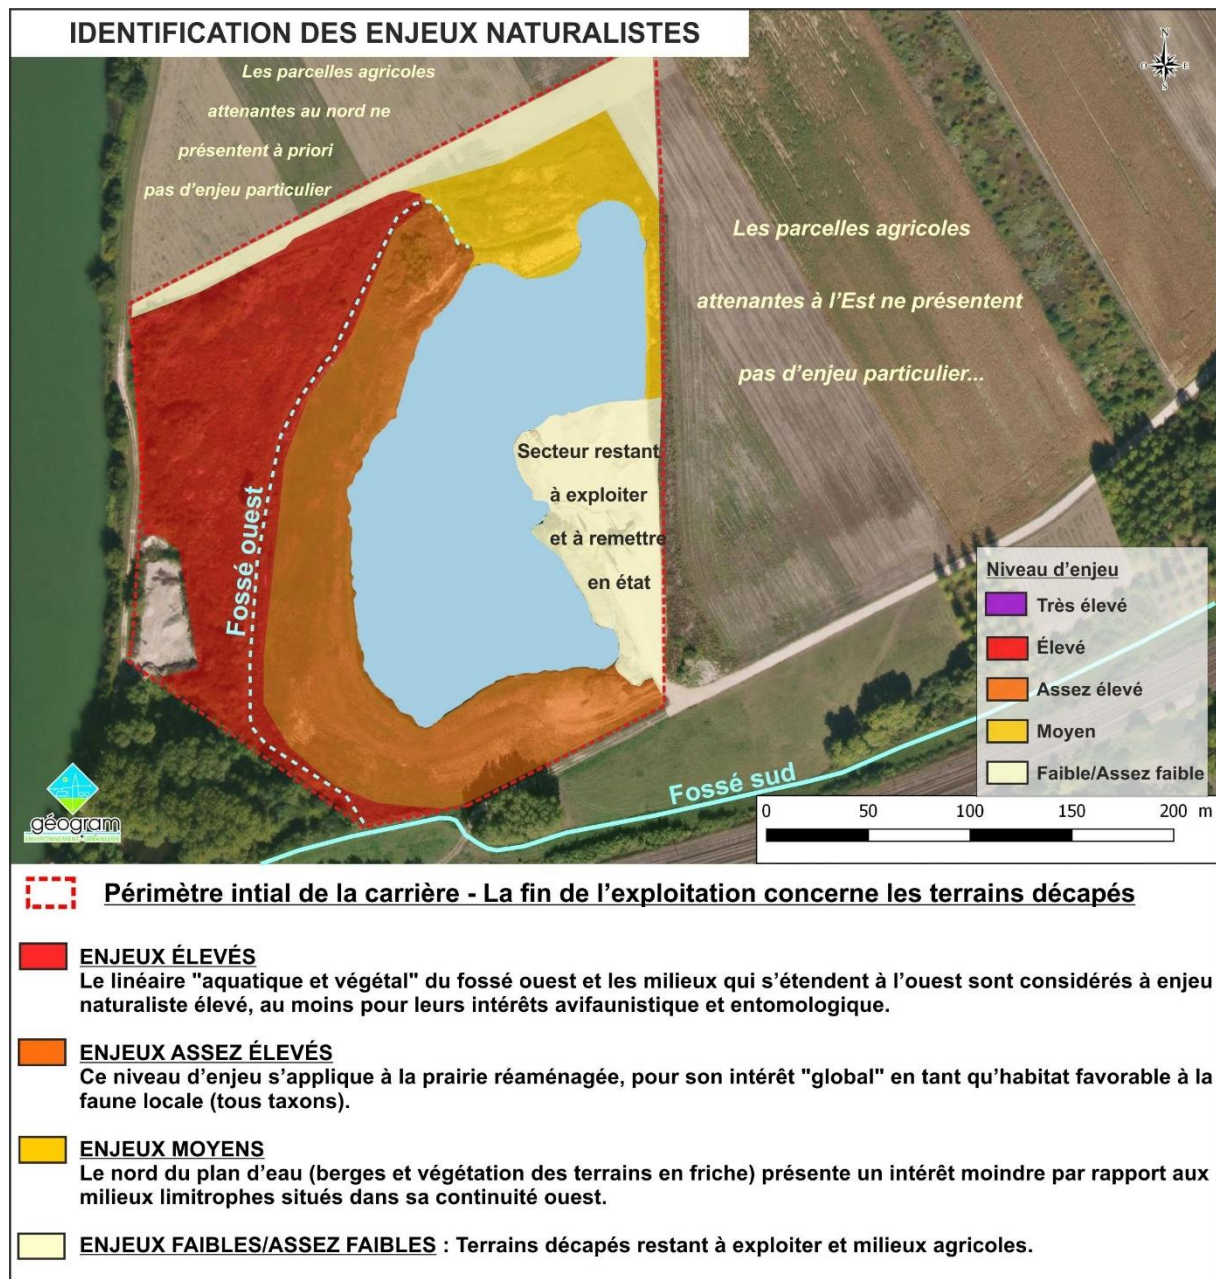 IDENTIFICATION DES ENJEUX NATURALISTES
Les parcelles agricoles
attenantes au nord ne
présentent à priori
pas d'enjeu particulier
N
O
E
S
Les parcelles agricoles
attenantes à l'Est ne présentent
pas d'enjeu particulier...
Secteur restant
à exploiter
et à remettre
en état
Fossé ouest
Niveau d'enjeu
Très élevé
Élevé
Assez élevé
Moyen
Faible/Assez faible
Fossé sud
géogram
ENVIRONNEMENT URBANISME
0 50 100 150 200 m
Périmètre intial de la carrière - La fin de l'exploitation concerne les terrains décapés
ENJEUX ÉLEVÉS
Le linéaire "aquatique et végétal" du fossé ouest et les milieux qui s'étendent à l'ouest sont considérés à enjeu
naturaliste élevé, au moins pour leurs intérêts avifaunistique et entomologique.
ENJEUX ASSEZ ÉLEVÉS
Ce niveau d'enjeu s'applique à la prairie réaménagée, pour son intérêt "global" en tant qu'habitat favorable à la
faune locale (tous taxons).
ENJEUX MOYENS
Le nord du plan d'eau (berges et végétation des terrains en friche) présente un intérêt moindre par rapport aux
milieux limitrophes situés dans sa continuité ouest.
ENJEUX FAIBLES/ASSEZ FAIBLES : Terrains décapés restant à exploiter et milieux agricoles.